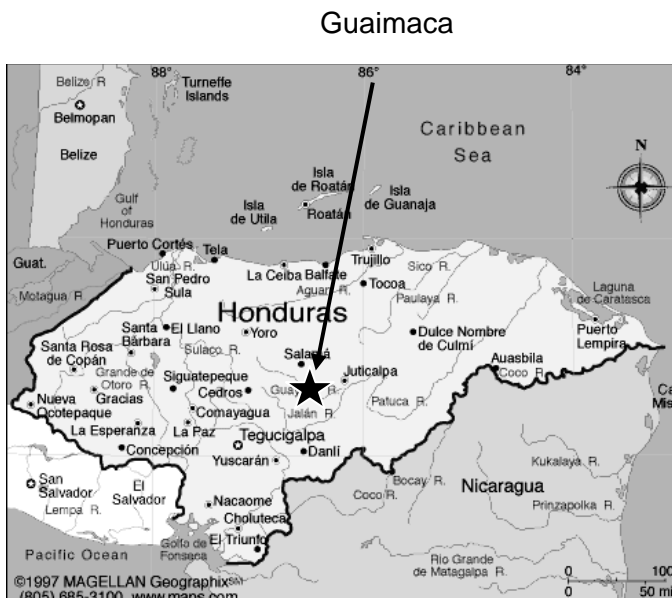 Guaimaca
88°
86°
84°
Belize R.
Turneffe
Islands
Belmopan
Belize
Caribbean
Sea
N
Isla
de Roatán
Isla
de Guanaja
Isla
de Utila
Roatán
Gulf
of
Honduras
Puerto Cortés
Tela
Trujillo
Guat.
Ulúa R.
La Ceiba
Balfate
Sico R.
San Pedro
Sula
Aguan R.
Tocoa
Laguna
de Caratasca
Motagua R.
Paulaya R.
Honduras
Santa
Bárbara
El Llano
Yoro
Dulce Nombre
de Culmí
Puerto
Lempira
Santa Rosa
de Copán
Sulaco R.
Auasbila
Grande de
Otoro R.
Siguatepeque
Juticalpa
Coco R.
Nueva
Ocotepeque
Gracias
Cedros
Patuca R.
Comayagua
Jalán R.
La Esperanza
La Paz
Tegucigalpa
Concepción
Yuscarán
Danlí
Kukalaya R.
San
Salvador
El
Salvador
Bocay R.
Nicaragua
Coco R.
Lempa R.
Nacaome
Prinzapolka R.
Choluteca
Golfo de
Fonseca
El Triunfo
Pacific Ocean
Rio Grande
de Matagalpa R.
©1997 MAGELLAN Geographix℠
(805) 685-3100 www.maps.com
0 100
0 50 mi